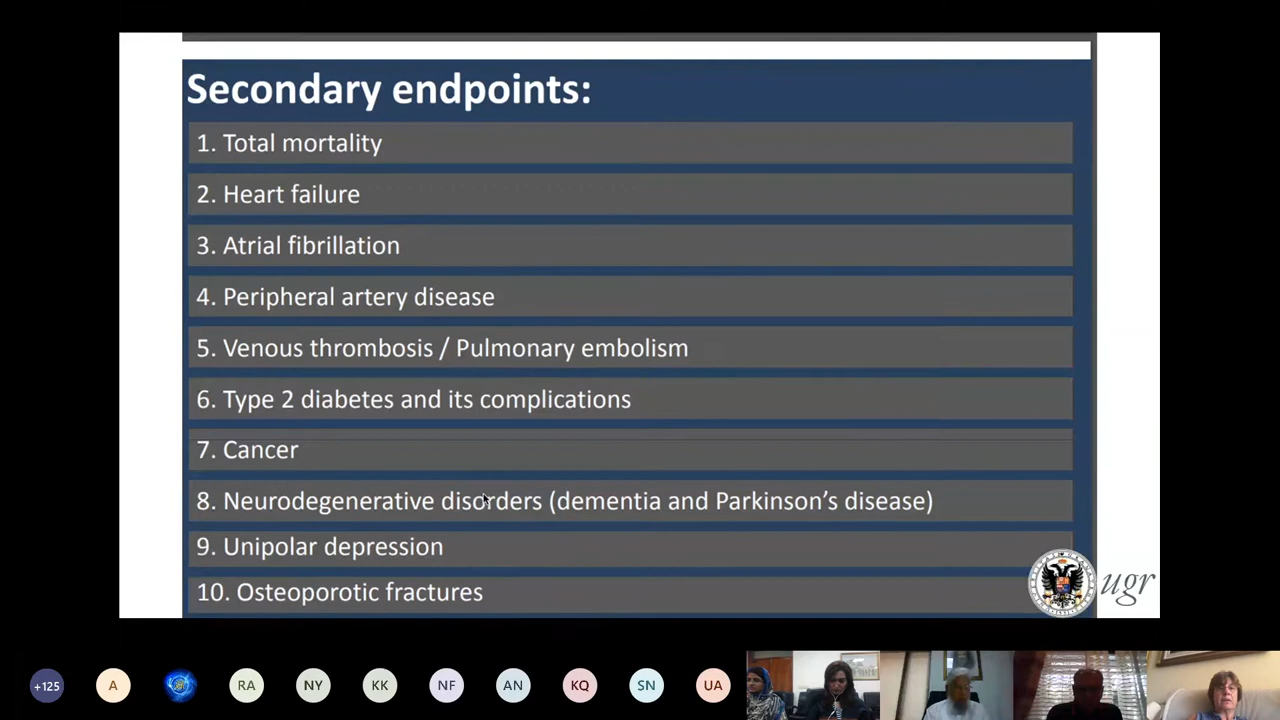 Secondary endpoints:
1. Total mortality
2. Heart failure
3. Atrial fibrillation
4. Peripheral artery disease
5. Venous thrombosis / Pulmonary embolism
6. Type 2 diabetes and its complications
7. Cancer
8. Neurodegenerative disorders (dementia and Parkinson’s disease)
9. Unipolar depression
10. Osteoporotic fractures
ugr
+125 A RA NY KK NF AN KQ SN UA